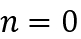 n = 0